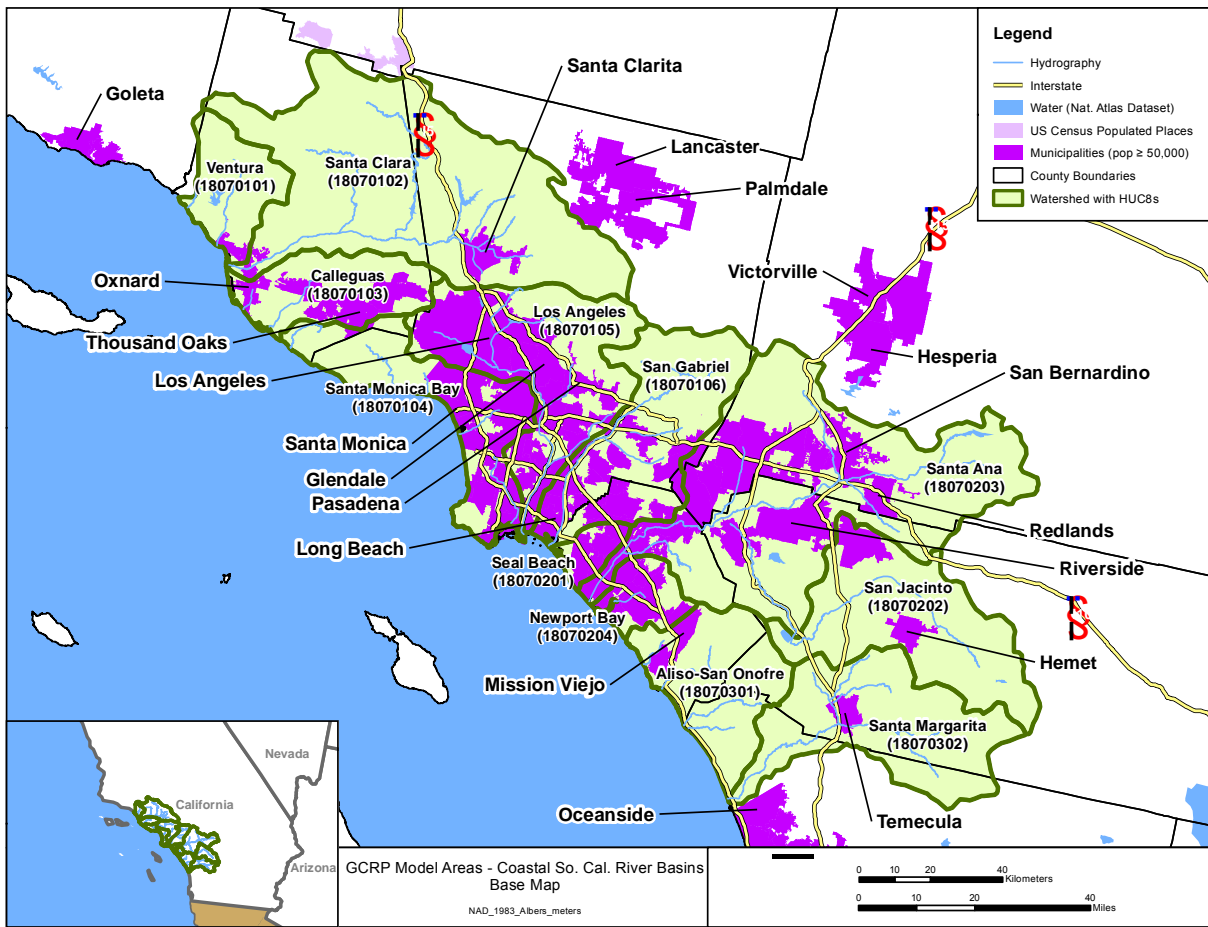 Legend
Hydrography
Interstate
Water (Nat. Atlas Dataset)
US Census Populated Places
Municipalities (pop ≥ 50,000)
County Boundaries
Watershed with HUC8s
Goleta
Santa Clarita
Lancaster
Palmdale
Ventura
(18070101)
Santa Clara
(18070102)
Victorville
Oxnard
Calleguas
(18070103)
Los Angeles
(18070105)
Thousand Oaks
Hesperia
Los Angeles
San Gabriel
(18070106)
San Bernardino
Santa Monica Bay
(18070104)
Santa Monica
Glendale
Pasadena
Santa Ana
(18070203)
Redlands
Long Beach
Riverside
Seal Beach
(18070201)
San Jacinto
(18070202)
Newport Bay
(18070204)
Hemet
Mission Viejo
Aliso-San Onofre
(18070301)
Santa Margarita
(18070302)
Oceanside
Temecula
Nevada
California
Arizona
GCRP Model Areas - Coastal So. Cal. River Basins
Base Map
NAD_1983_Albers_meters
0 10 20 40
Kilometers
0 10 20 40
Miles